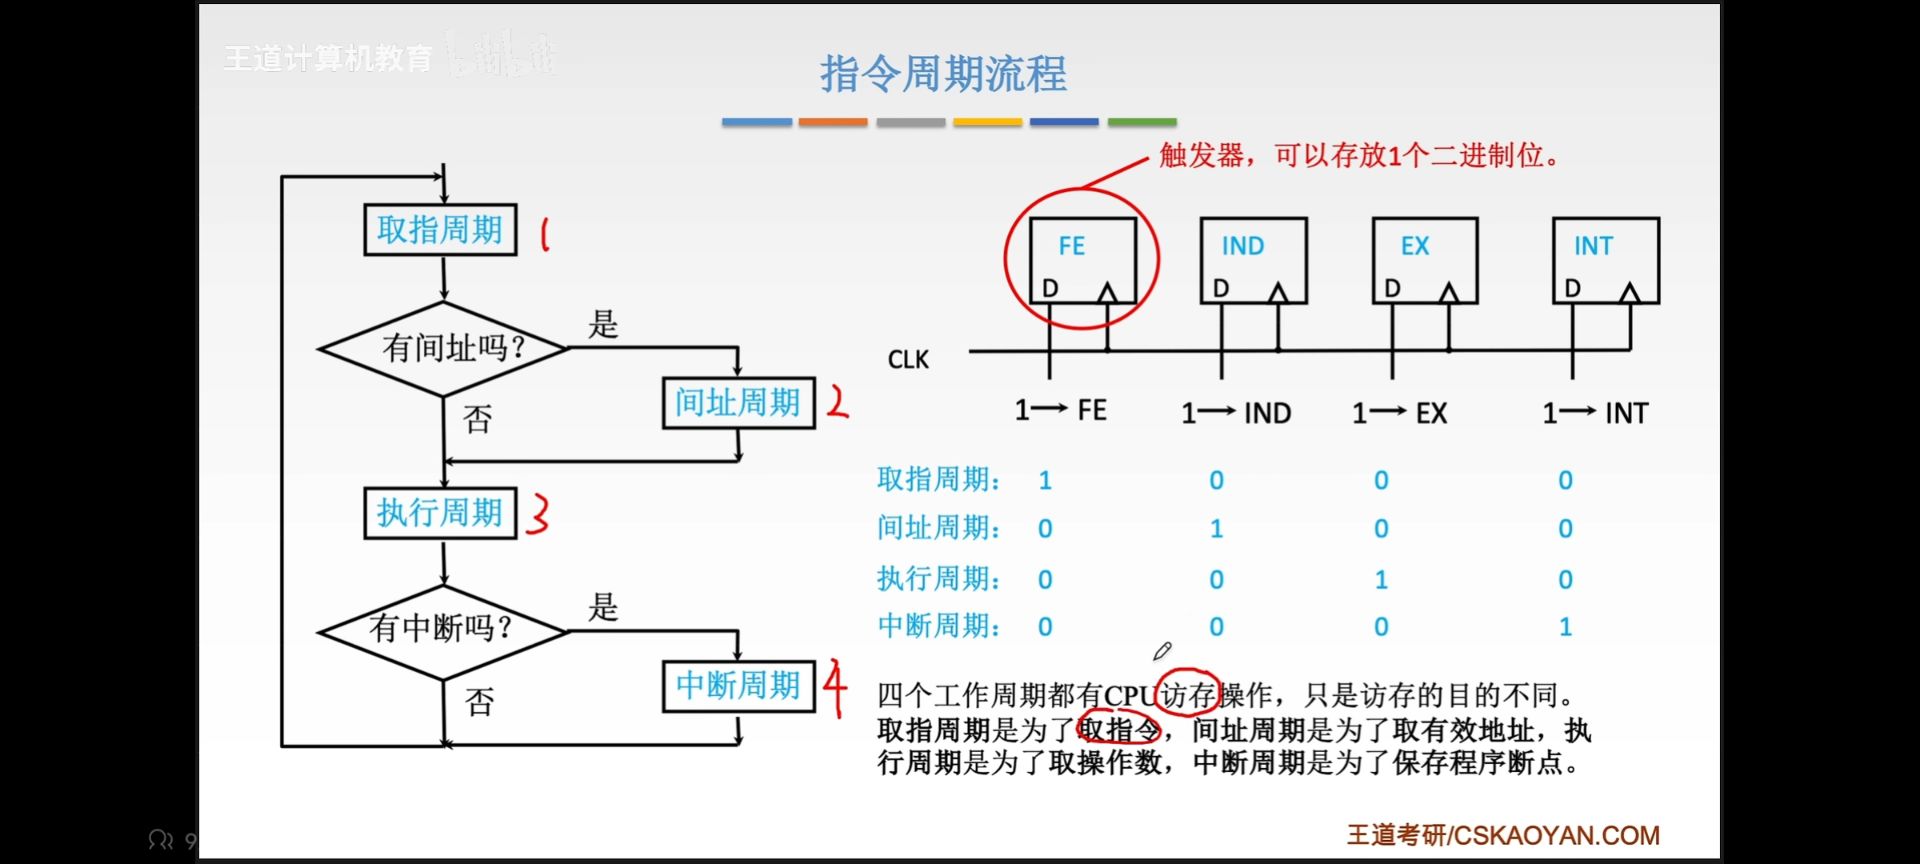 王道计算机教育 bilibili
指令周期流程
触发器，可以存放1个二进制位。
取指周期 1
有间址吗？
是
间址周期 2
否
执行周期 3
有中断吗？
是
中断周期 4
否
FE IND EX INT
D D D D
CLK
1→ FE 1→ IND 1→ EX 1→ INT
取指周期： 1 0 0 0
间址周期： 0 1 0 0
执行周期： 0 0 1 0
中断周期： 0 0 0 1
四个工作周期都有CPU访存操作，只是访存的目的不同。
取指周期是为了取指令，间址周期是为了取有效地址，执
行周期是为了取操作数，中断周期是为了保存程序断点。
王道考研/CSKAOYAN.COM
9